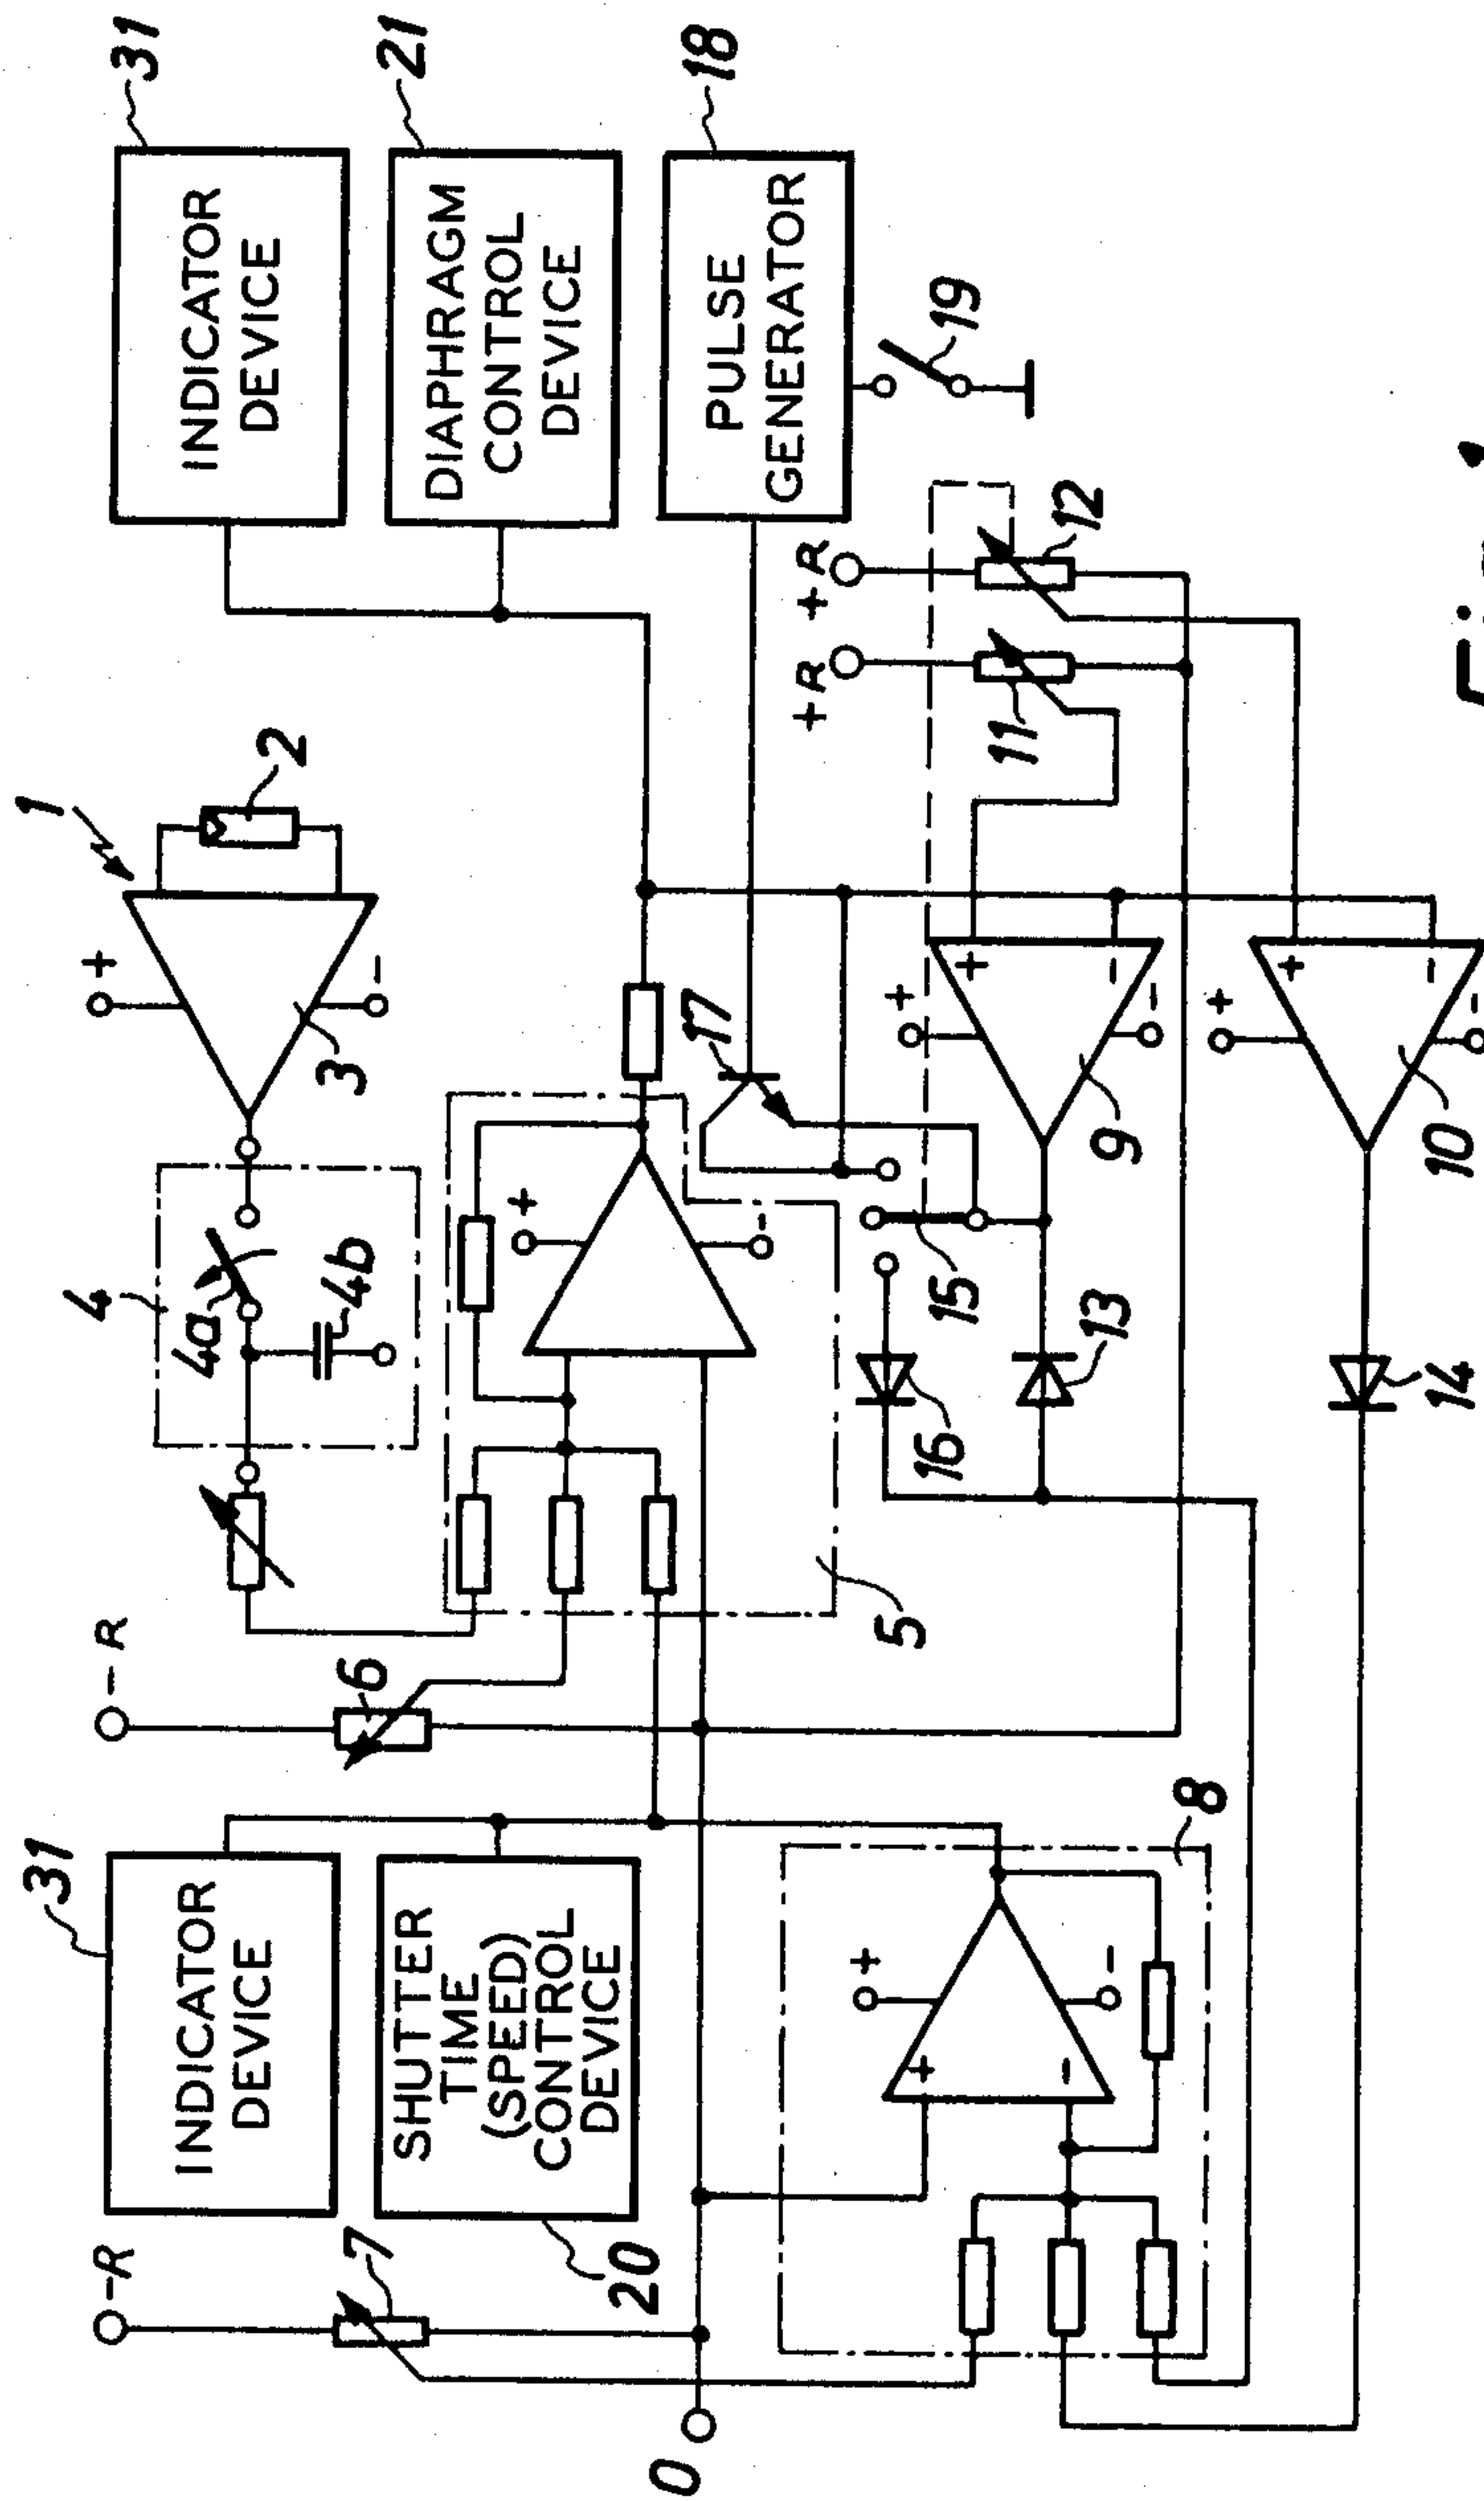 31
INDICATOR
DEVICE
21
DIAPHRAGM
CONTROL
DEVICE
18
PULSE
GENERATOR
19
1
2
3
+
-
4
4a
4b
5
+
-
17
+R
+R
11
12
9
+
-
+
-
10
+
-
+
-
15
16
13
14
-R
6
31
INDICATOR
DEVICE
SHUTTER
TIME
(SPEED)
CONTROL
DEVICE
20
-R
7
8
+
-
+
-
0